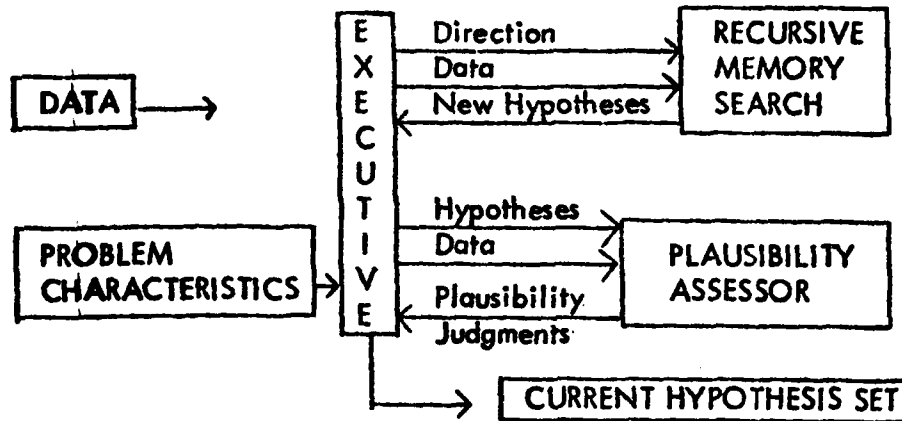 DATA
PROBLEM
CHARACTERISTICS
EXECUTIVE
Direction
Data
New Hypotheses
RECURSIVE
MEMORY
SEARCH
Hypotheses
Data
Plausibility
Judgments
PLAUSIBILITY
ASSESSOR
CURRENT HYPOTHESIS SET